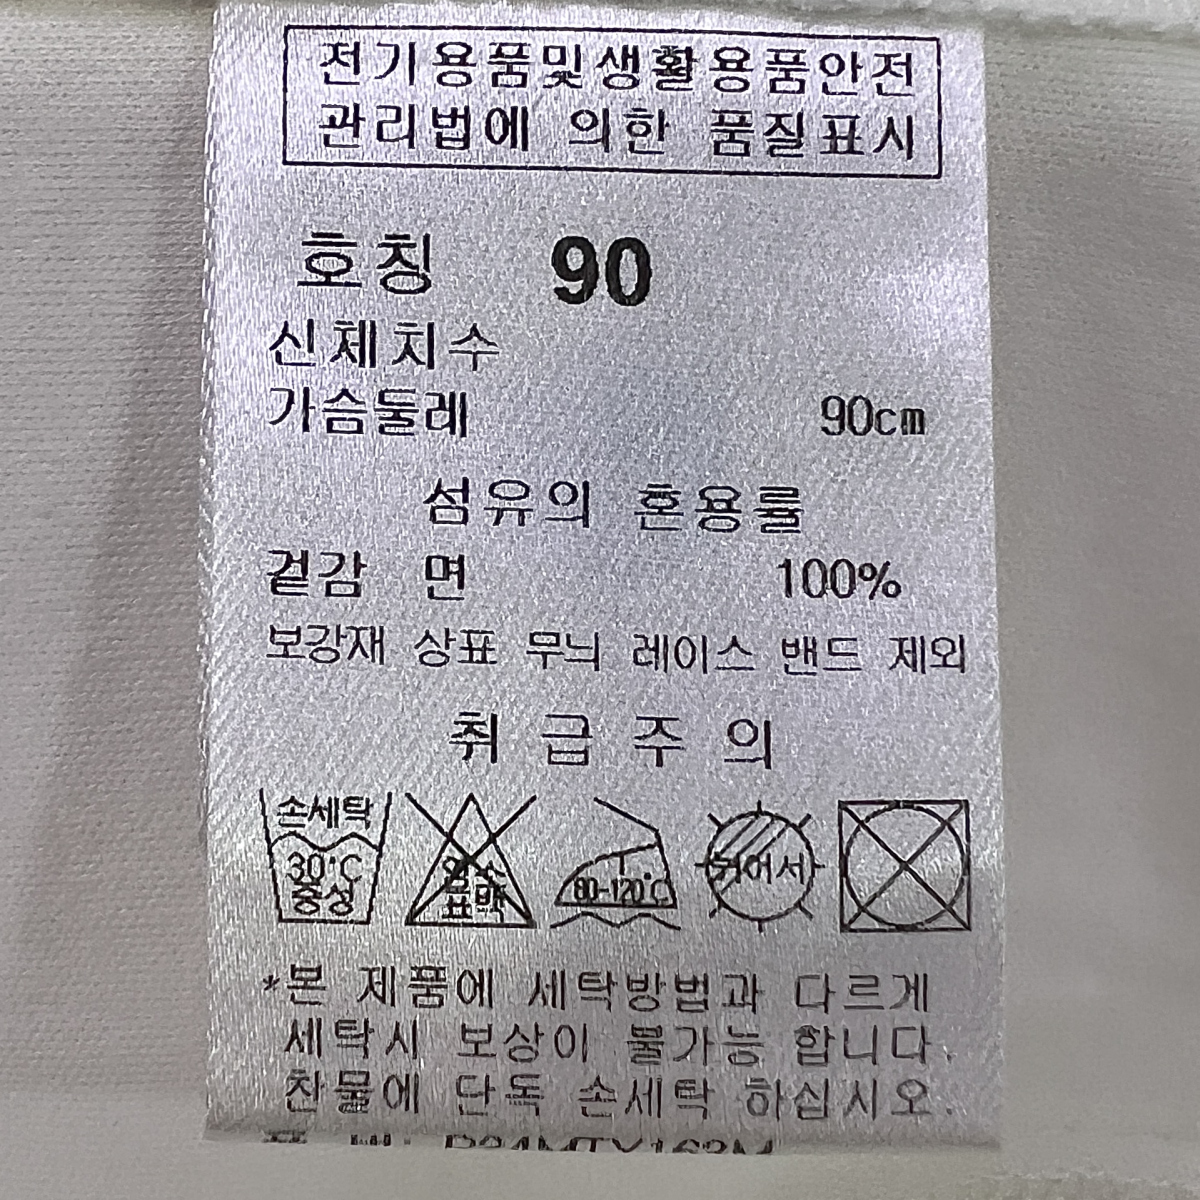 전기용품및생활용품안전
관리법에 의한 품질표시
호칭 90
신체치수
가슴둘레 90cm
섬유의 혼용률
겉감 면 100%
보강재 상표 무늬 레이스 밴드 제외
취급주의
손세탁
30°C
중성
염소
표백
80-120°C
뉘어서
*본 제품에 세탁방법과 다르게
세탁시 보상이 불가능 합니다.
찬물에 단독 손세탁 하십시오.